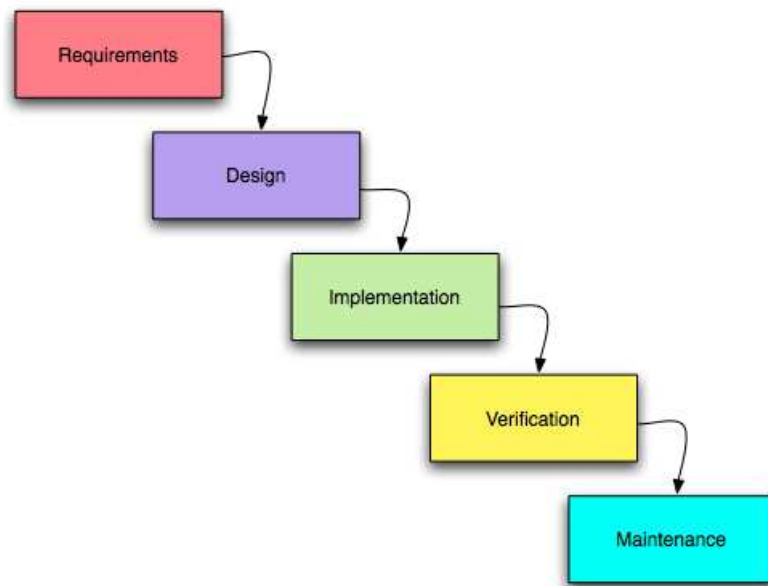 Requirements
Design
Implementation
Verification
Maintenance